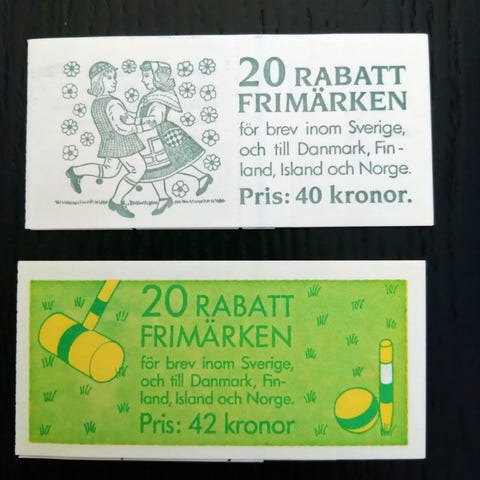 20 RABATT
FRIMÄRKEN
för brev inom Sverige,
och till Danmark, Fin-
land, Island och Norge.
Pris: 40 kronor.
20 RABATT
FRIMÄRKEN
för brev inom Sverige,
och till Danmark, Fin-
land, Island och Norge.
Pris: 42 kronor